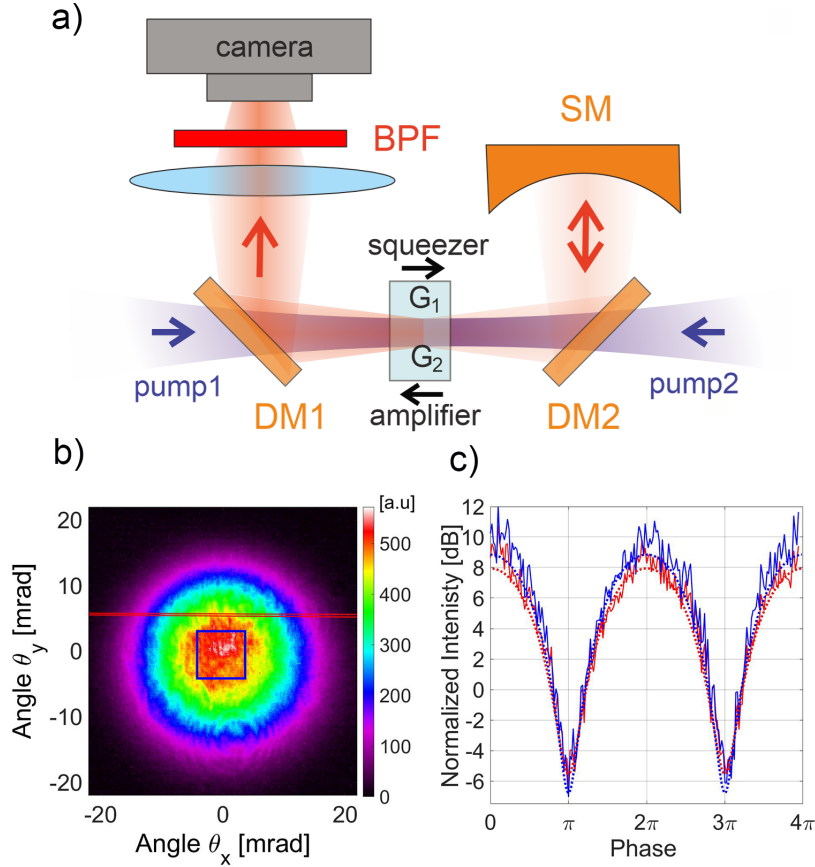 a)
camera
BPF
SM
squeezer
G1
G2
amplifier
pump1
DM1
DM2
pump2
b)
[a.u]
20
10
0
-10
-20
Angle θy [mrad]
-20
0
20
Angle θx [mrad]
500
400
300
200
100
0
c)
12
10
8
6
4
2
0
-2
-4
-6
Normalized Intenisty [dB]
0
π
2π
3π
4π
Phase